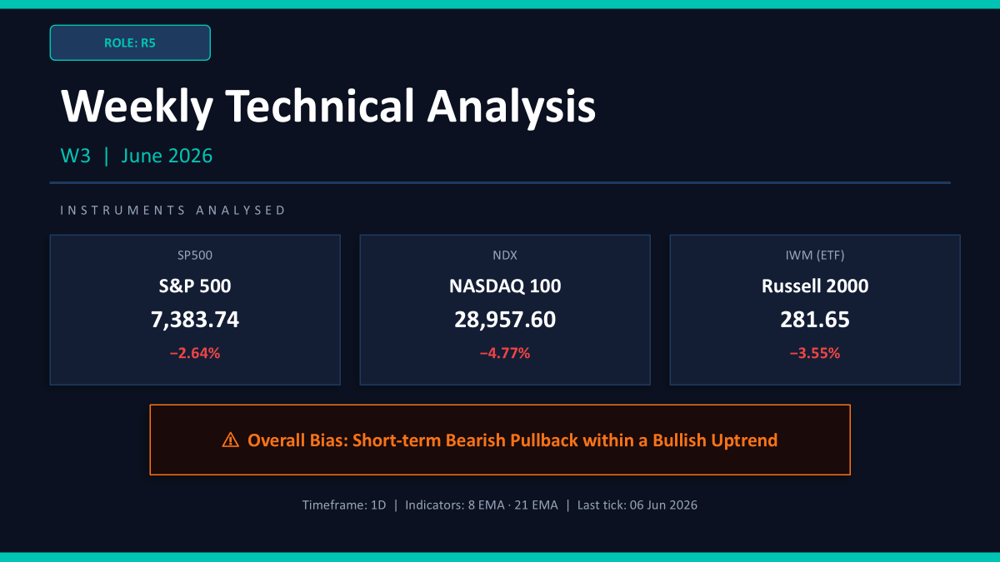 ROLE: R5
Weekly Technical Analysis
W3 | June 2026
INSTRUMENTS ANALYSED
SP500
S&P 500
7,383.74
−2.64%
NDX
NASDAQ 100
28,957.60
−4.77%
IWM (ETF)
Russell 2000
281.65
−3.55%
⚠ Overall Bias: Short-term Bearish Pullback within a Bullish Uptrend
Timeframe: 1D | Indicators: 8 EMA · 21 EMA | Last tick: 06 Jun 2026